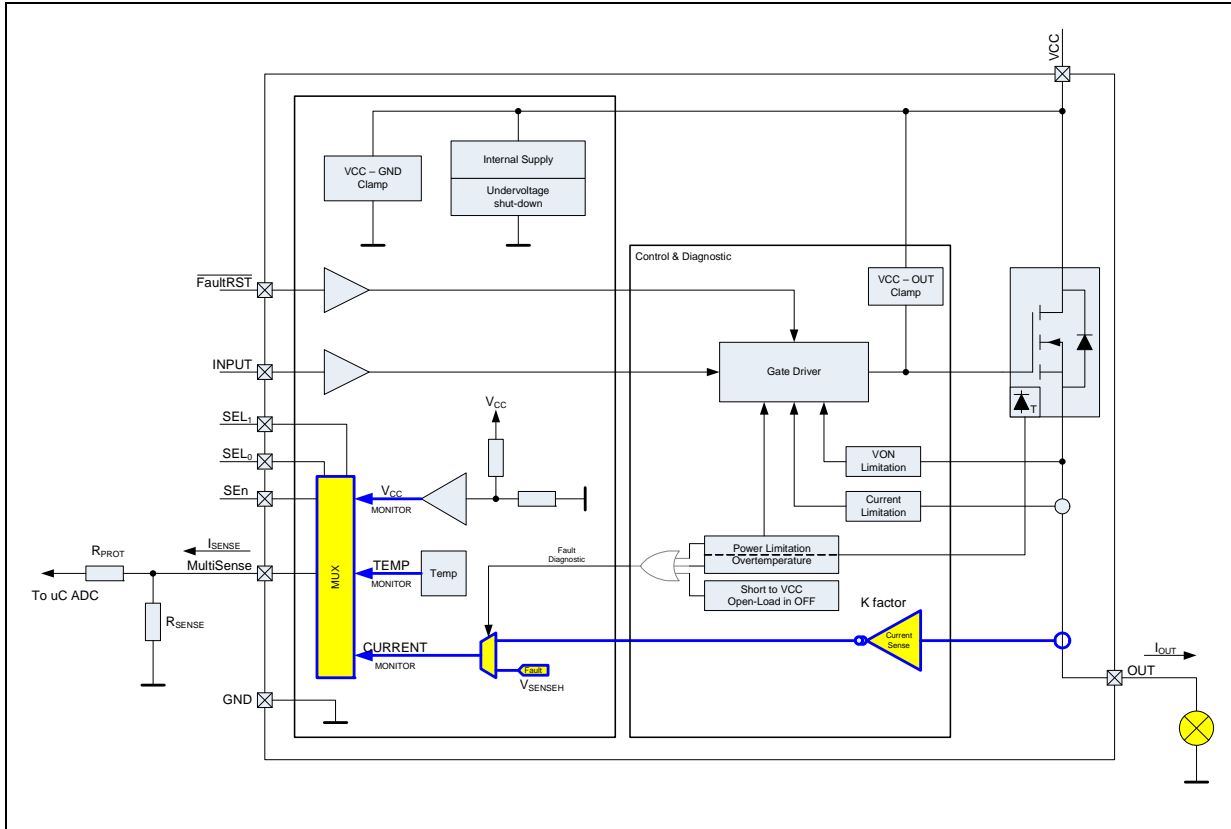 VCC
Internal Supply
VCC – GND
Clamp
Undervoltage
shut-down
Control & Diagnostic
FaultRST
VCC – OUT
Clamp
INPUT
Gate Driver
T
SEL1
VCC
SEL0
VON
Limitation
SEn
VCC
MONITOR
Current
Limitation
ISENSE
RPROT
MultiSense
MUX
TEMP
MONITOR
Temp
Fault
Diagnostic
Power Limitation
Overtemperature
To uC ADC
RSENSE
Short to VCC
Open-Load in OFF
K factor
Current
Sense
CURRENT
MONITOR
Fault
VSENSEH
IOUT
OUT
GND